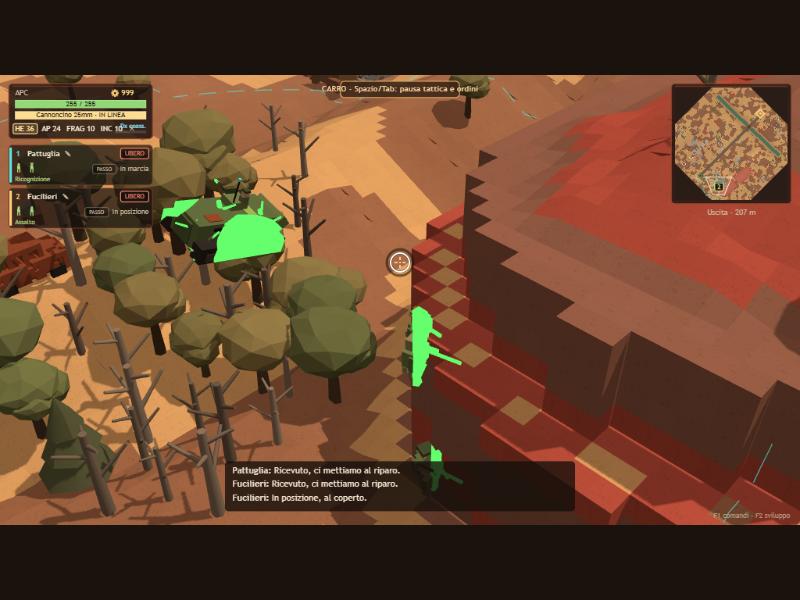 APC 999
255 / 255
Cannoncino 25mm - IN LINEA
HE 36 AP 24 FRAG 10 INC 10
1 Pattuglia UBERO
PASSO in marcia
Ricognizione
2 Fucilieri UBERO
PASSO in posizione
Assalto
CARRO - Spazio/Tab: pausa tattica e ordini
2
Uscita - 207 m
Pattuglia: Ricevuto, ci mettiamo al riparo.
Fucilieri: Ricevuto, ci mettiamo al riparo.
Fucilieri: In posizione, al coperto.
F1 comandi - F2 sviluppo